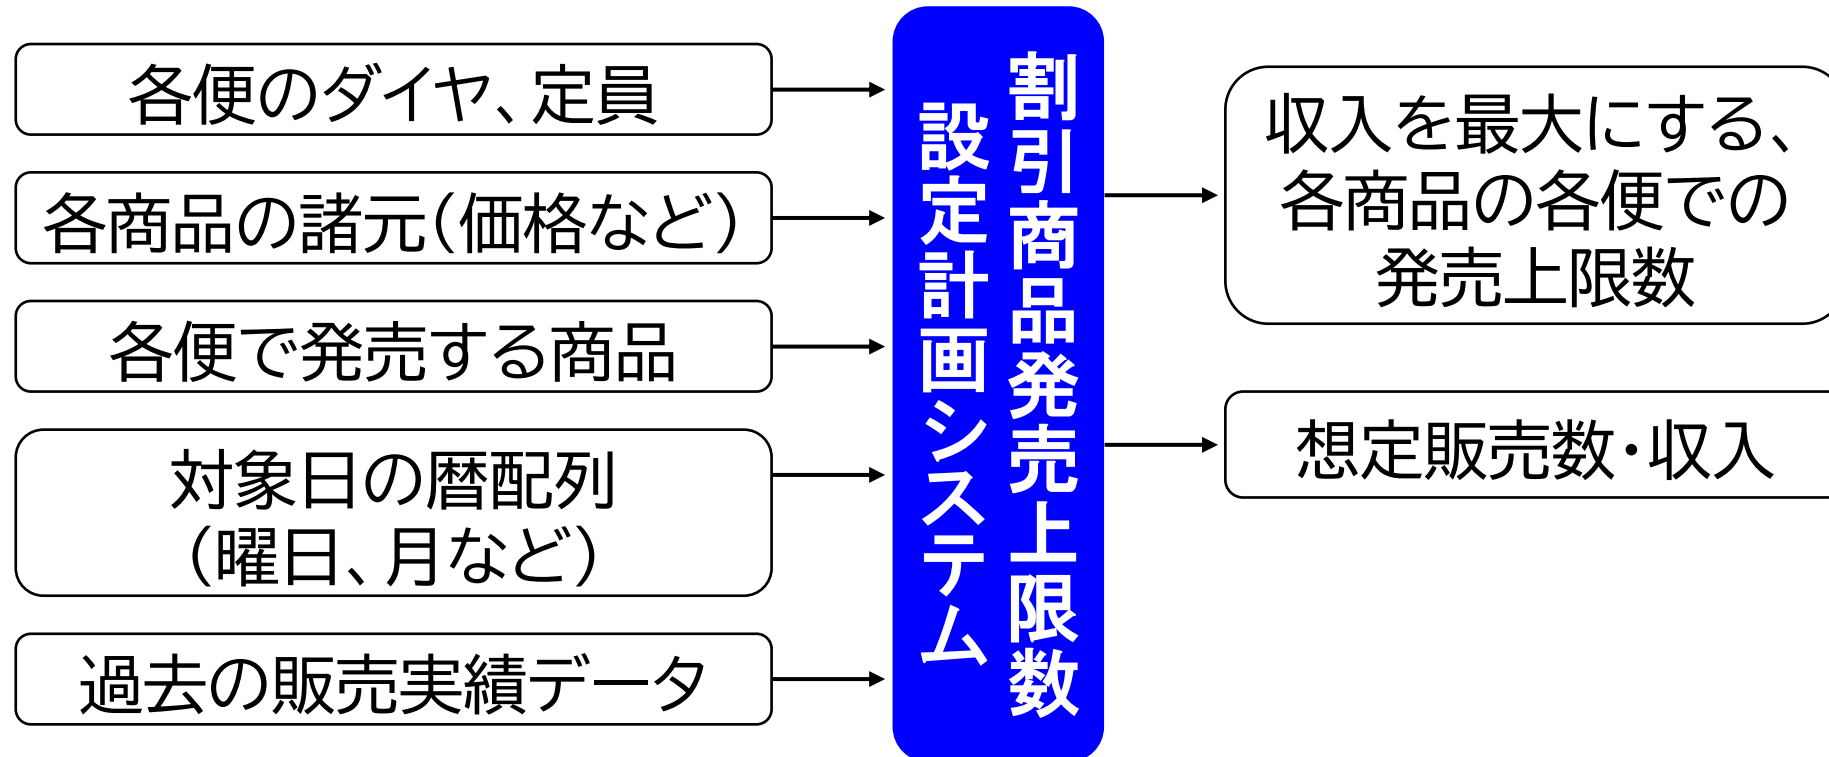 各便のダイヤ、定員
各商品の諸元（価格など）
各便で発売する商品
対象日の暦配列
（曜日、月など）
過去の販売実績データ
割引商品発売上限数
設定計画システム
収入を最大にする、
各商品の各便での
発売上限数
想定販売数・収入